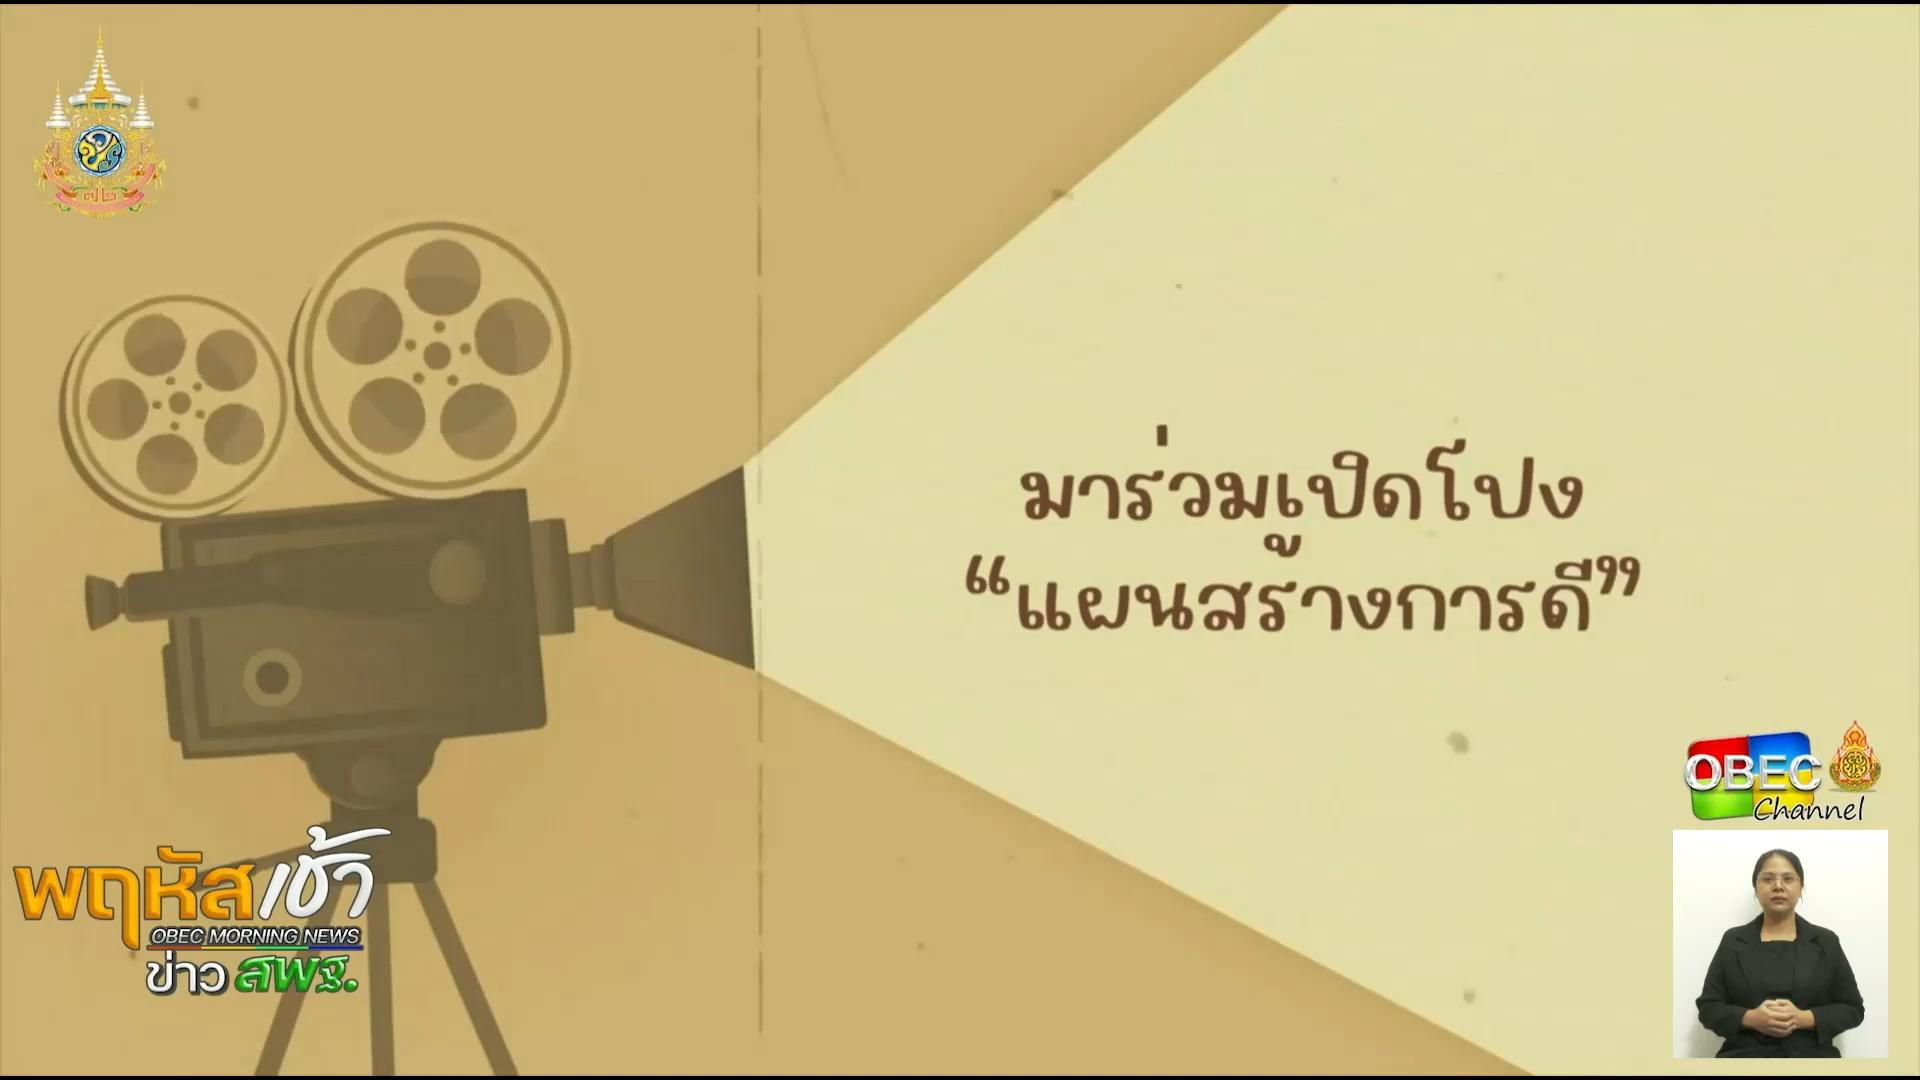 ๗๒
มาร่วมเปิดโปง
“แผนสร้างการดี”
OBEC
Channel
พฤหัสเช้า
OBEC MORNING NEWS
ข่าว สพฐ.